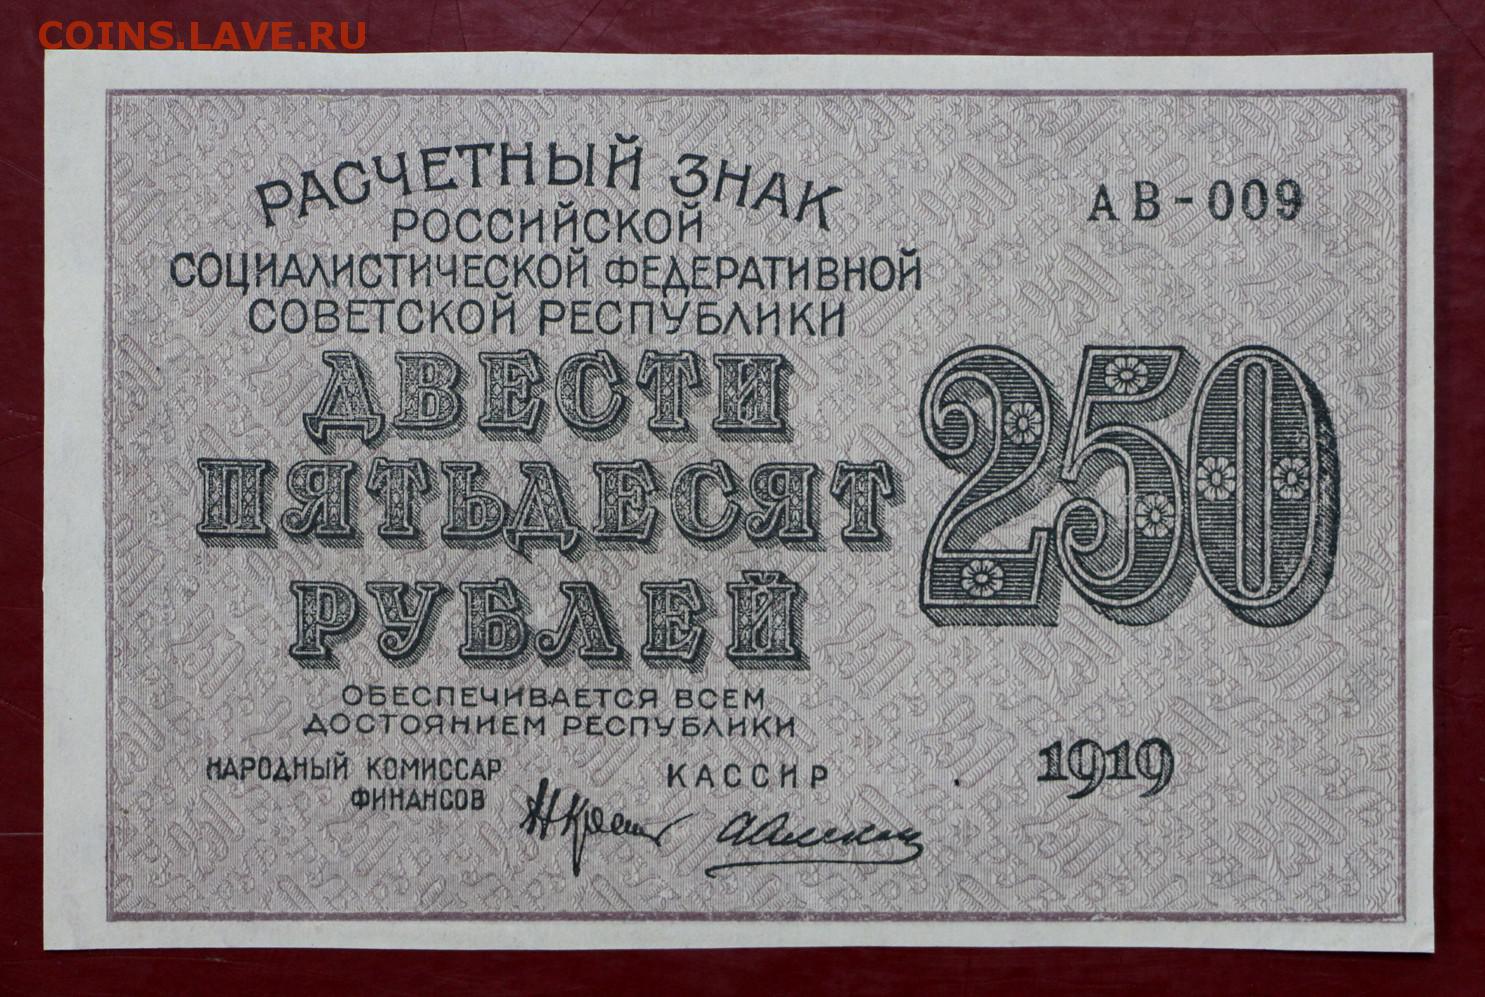 COINS.LAVE.RU
РАСЧЕТНЫЙ ЗНАК
РОССИЙСКОЙ
СОЦИАЛИСТИЧЕСКОЙ ФЕДЕРАТИВНОЙ
СОВЕТСКОЙ РЕСПУБЛИКИ
АВ-009
ДВЕСТИ
ПЯТЬДЕСЯТ
РУБЛЕЙ
250
ОБЕСПЕЧИВАЕТСЯ ВСЕМ
ДОСТОЯНИЕМ РЕСПУБЛИКИ
НАРОДНЫЙ КОМИССАР
ФИНАНСОВ
КАССИР
1919